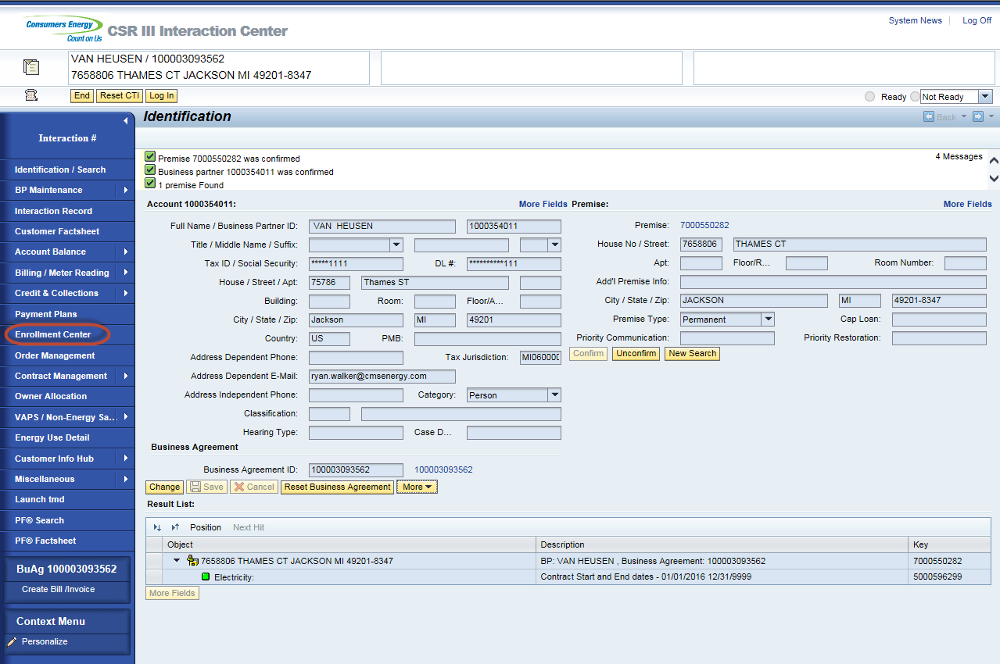 Consumers Energy
Count on Us
CSR III Interaction Center
System News
Log Off
VAN HEUSEN / 100003093562
7658806 THAMES CT JACKSON MI 49201-8347
End
Reset CTI
Log In
Ready
Not Ready
Interaction #
Identification / Search
BP Maintenance
Interaction Record
Customer Factsheet
Account Balance
Billing / Meter Reading
Credit & Collections
Payment Plans
Enrollment Center
Order Management
Contract Management
Owner Allocation
VAPS / Non-Energy Sa...
Energy Use Detail
Customer Info Hub
Miscellaneous
Launch tmd
PF® Search
PF® Factsheet
BuAg 100003093562
Create Bill /Invoice
Context Menu
Personalize
Identification
Back
Premise 7000550282 was confirmed
Business partner 1000354011 was confirmed
1 premise Found
4 Messages
Account 1000354011:
More Fields
Full Name / Business Partner ID: VAN HEUSEN 1000354011
Title / Middle Name / Suffix:
Tax ID / Social Security: *****1111 DL #: **********111
House / Street / Apt: 75786 Thames ST
Building: Room: Floor/A...
City / State / Zip: Jackson MI 49201
Country: US PMB:
Address Dependent Phone: Tax Jurisdiction: MI060000
Address Dependent E-Mail: ryan.walker@cmsenergy.com
Address Independent Phone: Category: Person
Classification:
Hearing Type: Case D...
Business Agreement
Business Agreement ID: 100003093562 100003093562
Premise:
More Fields
Premise: 7000550282
House No / Street: 7658806 THAMES CT
Apt: Floor/R... Room Number:
Add'l Premise Info:
City / State / Zip: JACKSON MI 49201-8347
Premise Type: Permanent Cap Loan:
Priority Communication: Priority Restoration:
Confirm
Unconfirm
New Search
Change
Save
Cancel
Reset Business Agreement
More
Result List:
Position
Next Hit
Object Description Key
7658806 THAMES CT JACKSON MI 49201-8347 BP: VAN HEUSEN , Business Agreement: 100003093562 7000550282
Electricity: Contract Start and End dates - 01/01/2016 12/31/9999 5000596299
More Fields